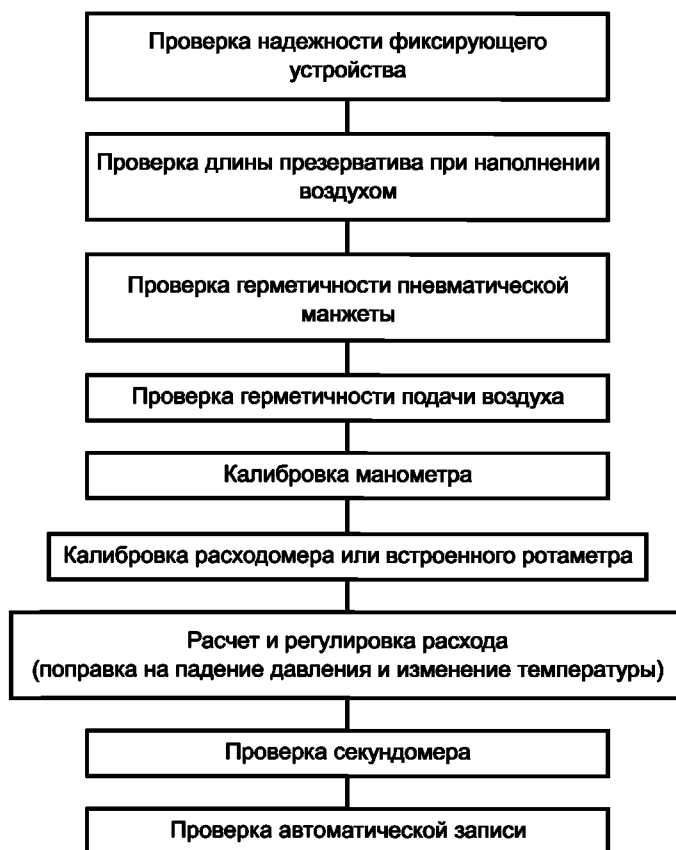 Проверка надежности фиксирующего
устройства
Проверка длины презерватива при наполнении
воздухом
Проверка герметичности пневматической
манжеты
Проверка герметичности подачи воздуха
Калибровка манометра
Калибровка расходомера или встроенного ротаметра
Расчет и регулировка расхода
(поправка на падение давления и изменение температуры)
Проверка секундомера
Проверка автоматической записи